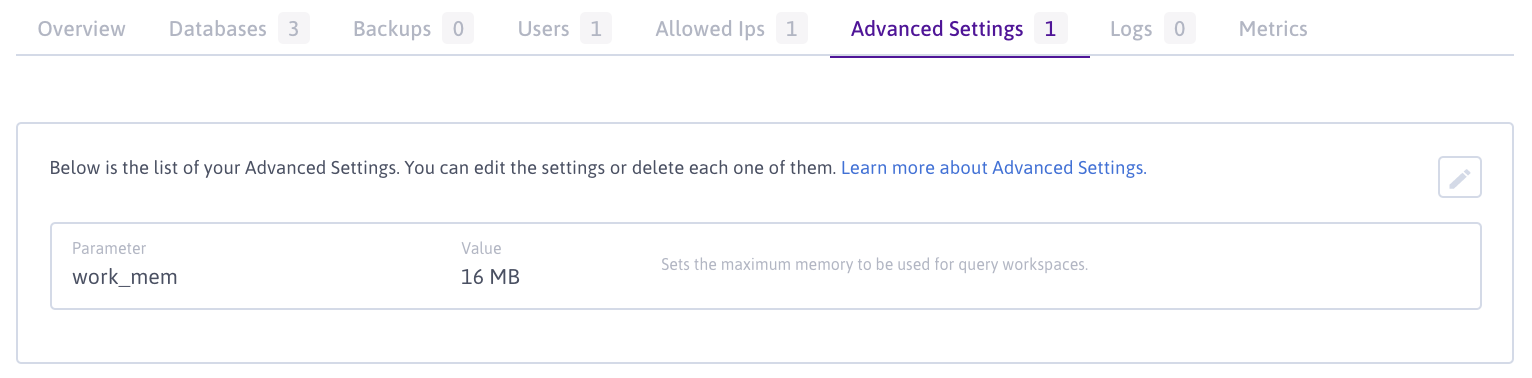 Overview Databases 3 Backups 0 Users 1 Allowed Ips 1 Advanced Settings 1 Logs 0 Metrics
Below is the list of your Advanced Settings. You can edit the settings or delete each one of them. Learn more about Advanced Settings.
Parameter Value
work_mem 16 MB
Sets the maximum memory to be used for query workspaces.